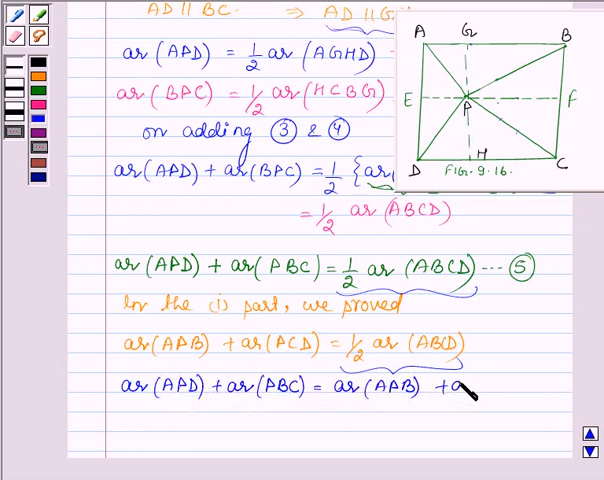 AD || BC. ⇒ AD || G
ar (APD) = 1/2 ar (AGHD)
ar (BPC) = 1/2 ar (HCBG)
on adding ③ & ④
ar (APD) + ar (BPC) = 1/2 {ar(
= 1/2 ar (ABCD)
ar (APD) + ar (PBC) = 1/2 ar (ABCD) ... ⑤
In the (i) part, we proved
ar (APB) + ar (PCD) = 1/2 ar (ABCD)
ar (APD) + ar (PBC) = ar (APB) + a
A G B
E P F
D H C
FIG. 9.16.